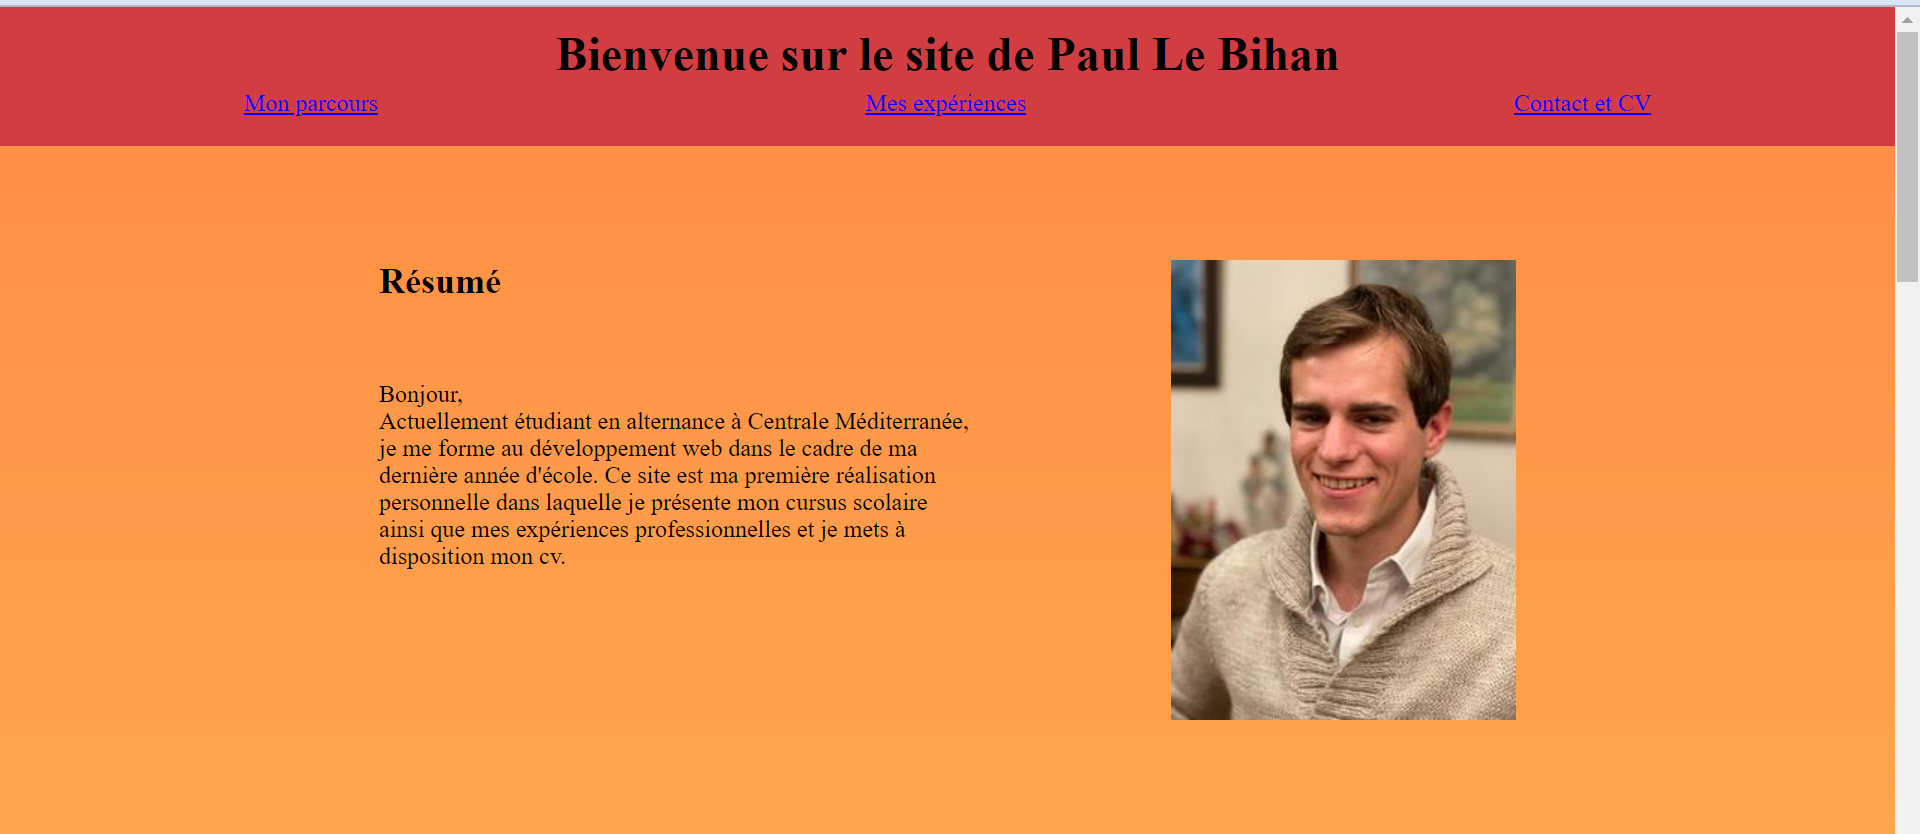 Bienvenue sur le site de Paul Le Bihan
Mon parcours Mes expériences Contact et CV
Résumé
Bonjour,
Actuellement étudiant en alternance à Centrale Méditerranée,
je me forme au développement web dans le cadre de ma
dernière année d'école. Ce site est ma première réalisation
personnelle dans laquelle je présente mon cursus scolaire
ainsi que mes expériences professionnelles et je mets à
disposition mon cv.